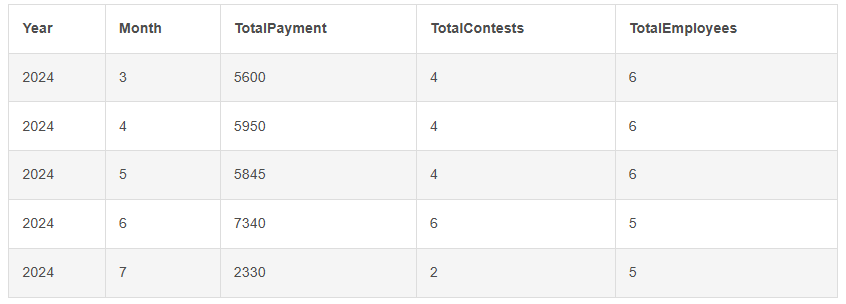 Year Month TotalPayment TotalContests TotalEmployees
2024 3 5600 4 6
2024 4 5950 4 6
2024 5 5845 4 6
2024 6 7340 6 5
2024 7 2330 2 5